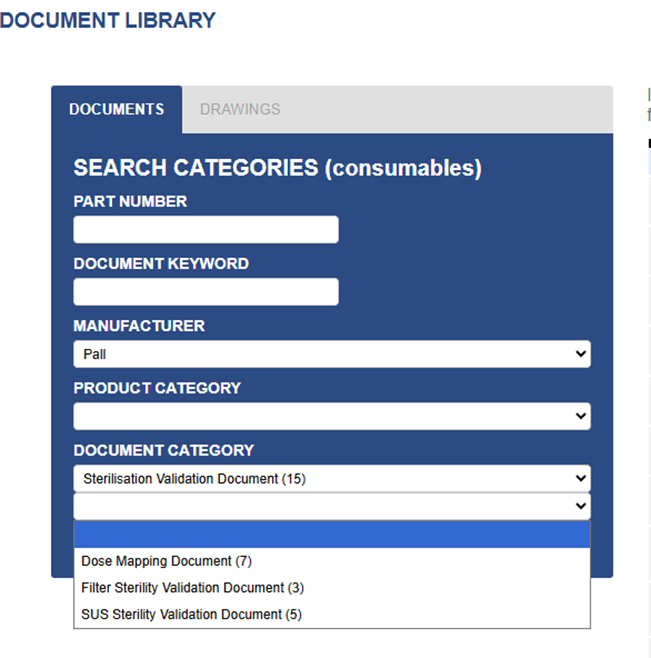 DOCUMENT LIBRARY
DOCUMENTS
DRAWINGS
SEARCH CATEGORIES (consumables)
PART NUMBER
DOCUMENT KEYWORD
MANUFACTURER
Pall
PRODUCT CATEGORY
DOCUMENT CATEGORY
Sterilisation Validation Document (15)
Dose Mapping Document (7)
Filter Sterility Validation Document (3)
SUS Sterility Validation Document (5)